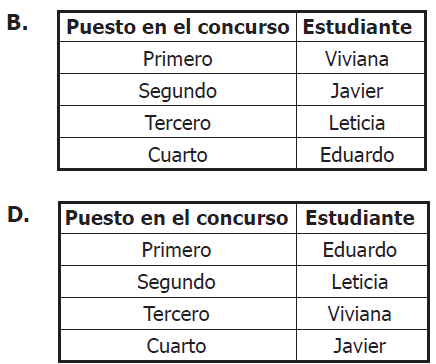 B.
Puesto en el concurso Estudiante
Primero Viviana
Segundo Javier
Tercero Leticia
Cuarto Eduardo
D.
Puesto en el concurso Estudiante
Primero Eduardo
Segundo Leticia
Tercero Viviana
Cuarto Javier